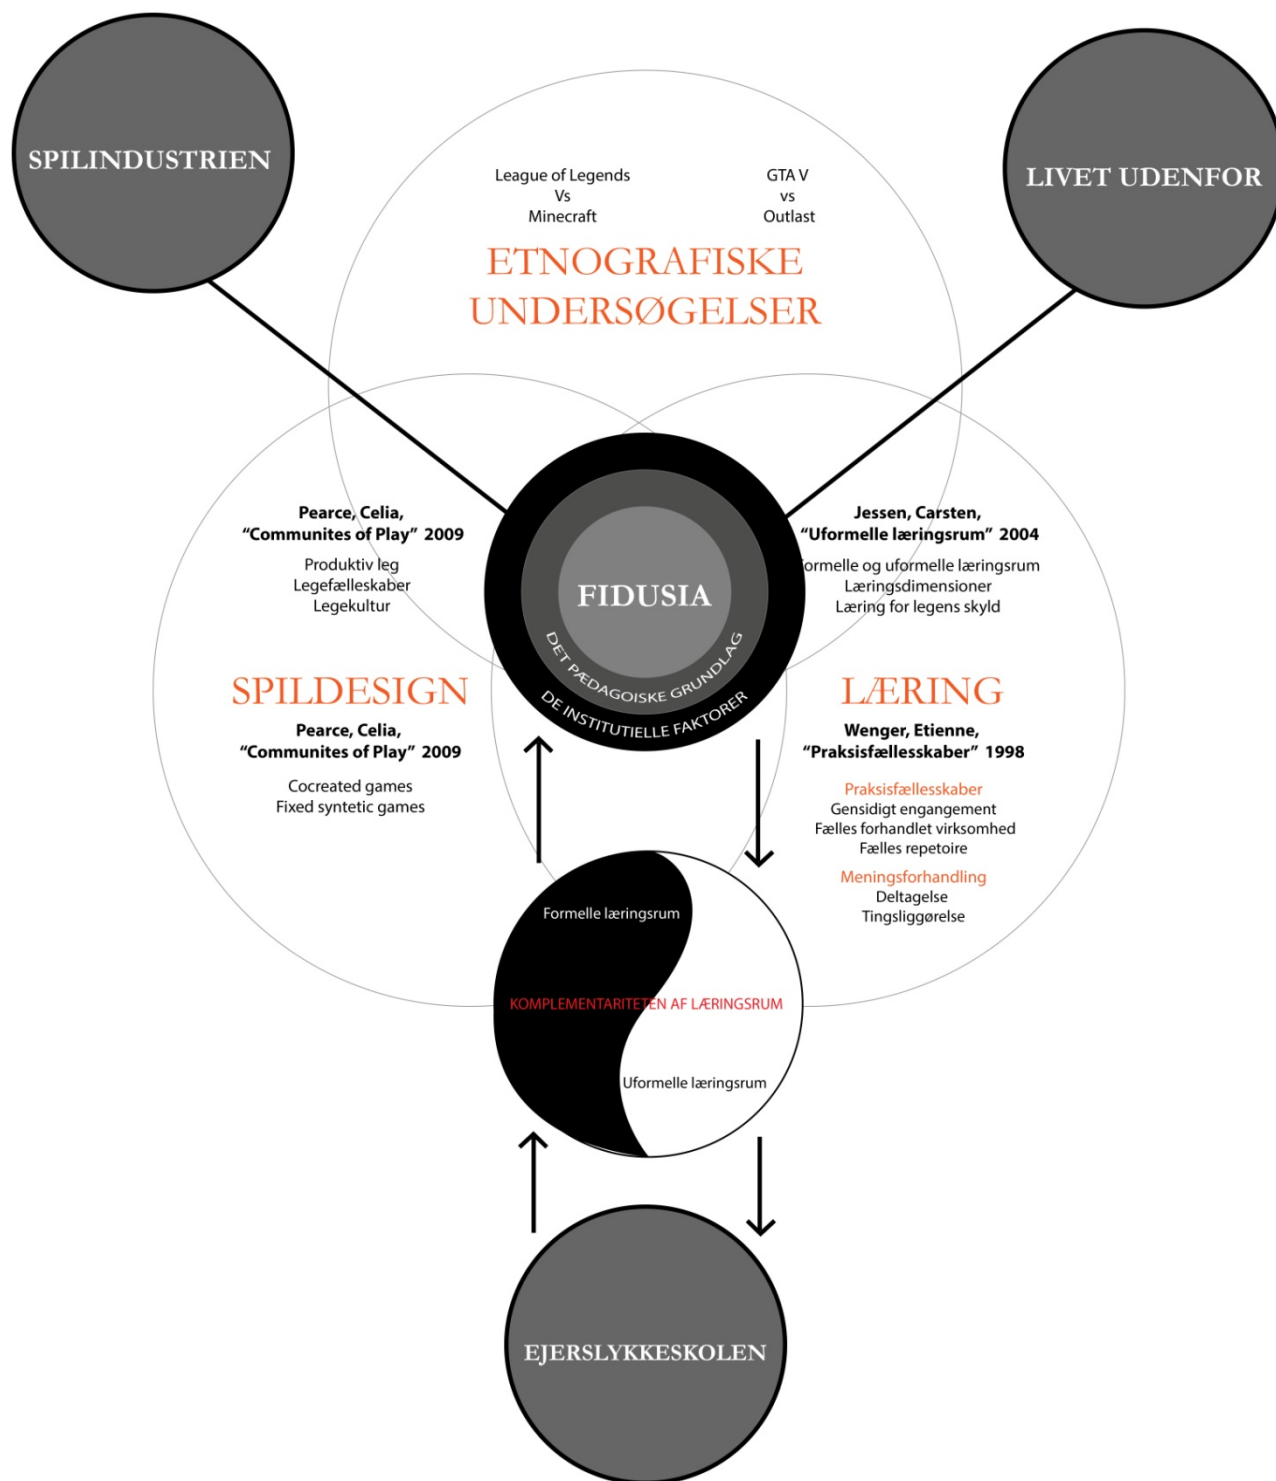 SPILINDUSTRIEN
LIVET UDENFOR
League of Legends
Vs
Minecraft
GTA V
vs
Outlast
ETNOGRAFISKE
UNDERSØGELSER
Pearce, Celia,
“Communites of Play” 2009
Produktiv leg
Legefælleskaber
Legekultur
FIDUSIA
DET PÆDAGOISKE GRUNDLAG
DE INSTITUTIELLE FAKTORER
Jessen, Carsten,
“Uformelle læringsrum” 2004
ormelle og uformelle læringsrum
Læringsdimensioner
Læring for legens skyld
SPILDESIGN
Pearce, Celia,
“Communites of Play” 2009
Cocreated games
Fixed syntetic games
LÆRING
Wenger, Etienne,
“Praksisfællesskaber” 1998
Praksisfællesskaber
Gensidigt engangement
Fælles forhandlet virksomhed
Fælles repetoire
Meningsforhandling
Deltagelse
Tingsliggørelse
Formelle læringsrum
KOMPLEMENTARITETEN AF LÆRINGSRUM
Uformelle læringsrum
EJERSLYKKESKOLEN